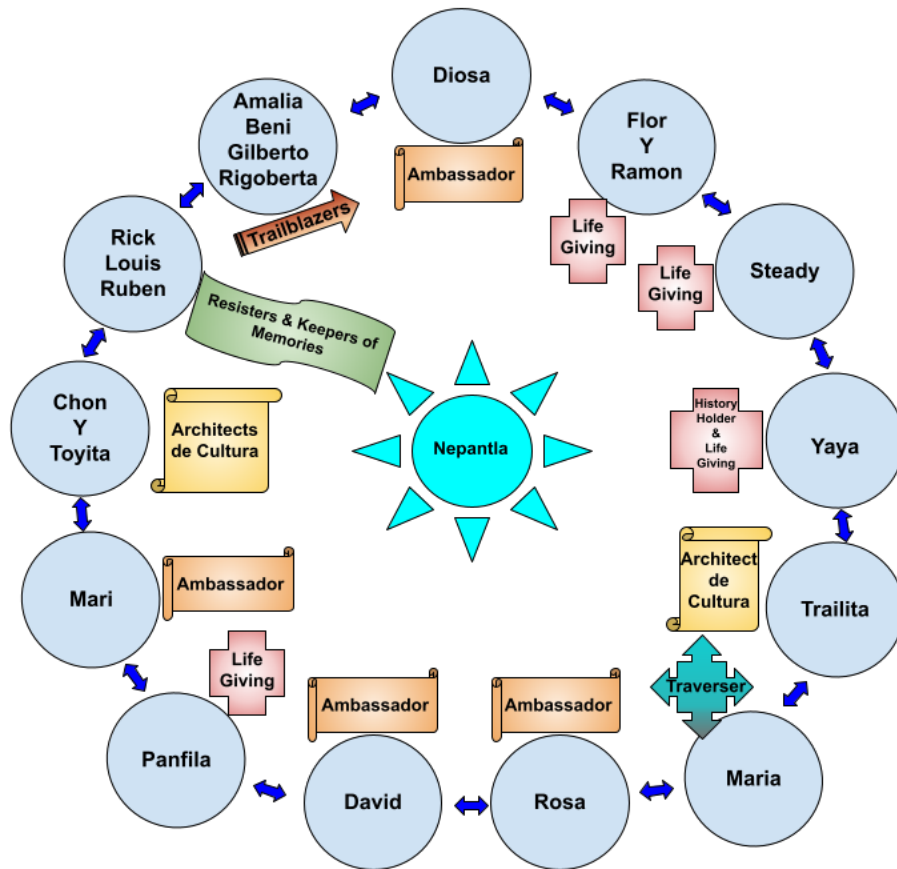 Diosa
Ambassador
Flor
Y
Ramon
Life
Giving
Steady
Life
Giving
Yaya
History
Holder
&
Life
Giving
Trailita
Architect
de
Cultura
Maria
Traverser
Rosa
Ambassador
David
Ambassador
Panfila
Life
Giving
Mari
Ambassador
Chon
Y
Toyita
Architects
de Cultura
Rick
Louis
Ruben
Resisters & Keepers of
Memories
Amalia
Beni
Gilberto
Rigoberta
Trailblazers
Nepantla